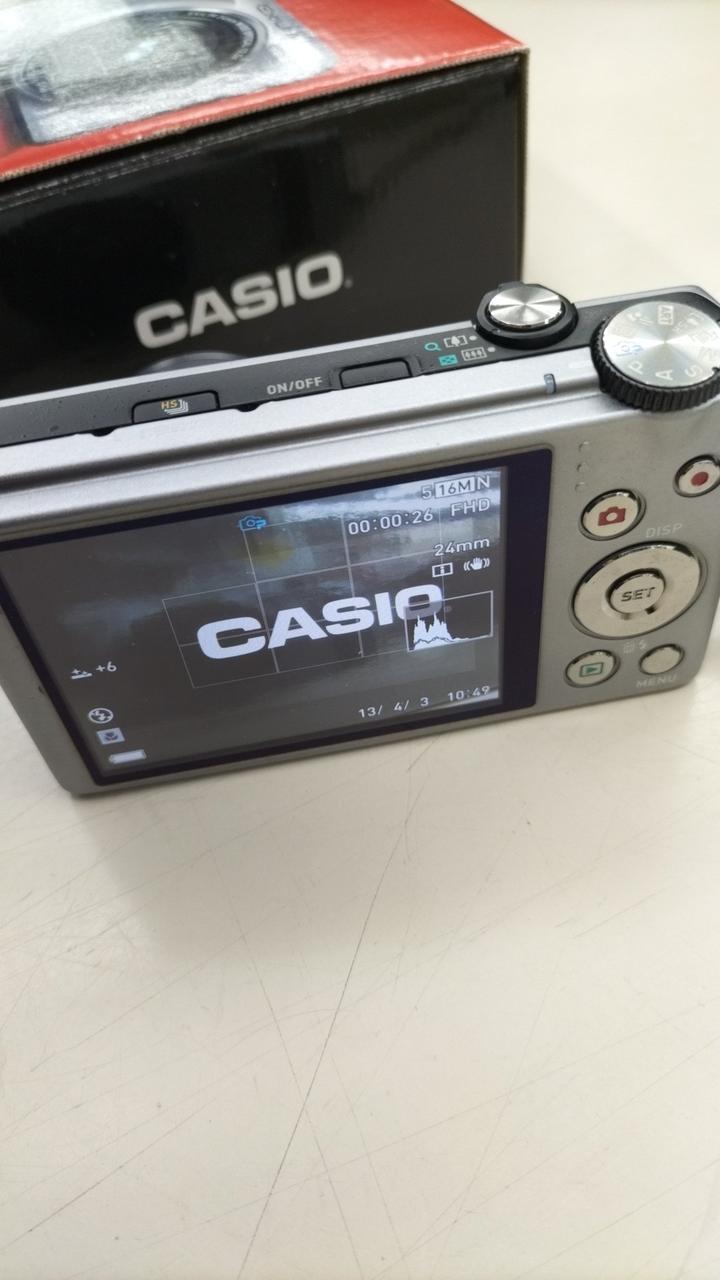 CASIO
HS
ON/OFF
ART
P A S M
5 16M N
00:00:26 FHD
24mm
CASIO
+6
13/ 4/ 3 10:49
DISP
SET
MENU